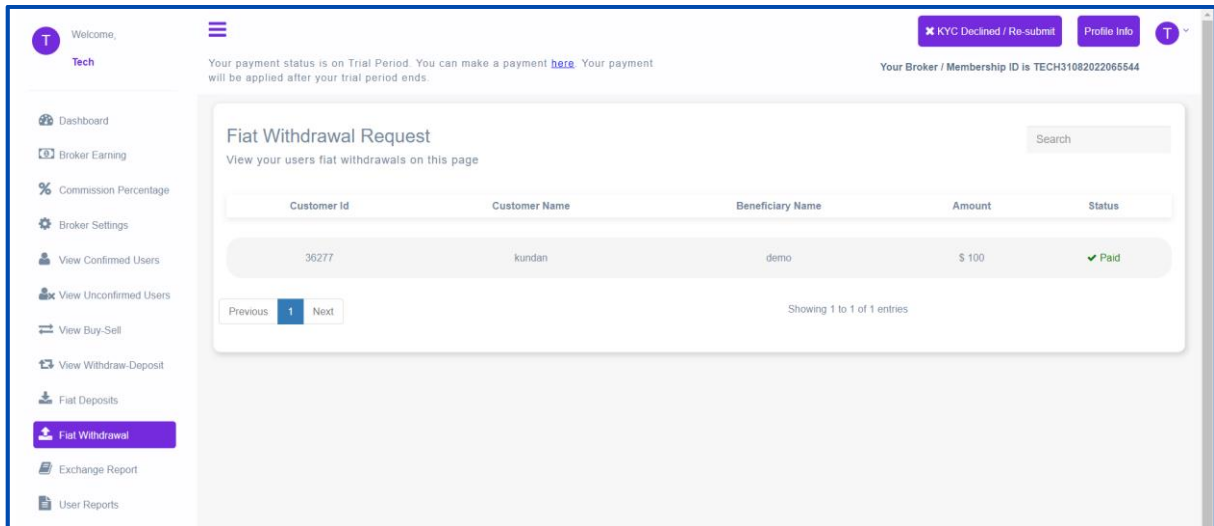 T
Welcome,
Tech
✖ KYC Declined / Re-submit
Profile Info
T
Your payment status is on Trial Period. You can make a payment here. Your payment
will be applied after your trial period ends.
Your Broker / Membership ID is TECH31082022065544
Dashboard
Broker Earning
Commission Percentage
Broker Settings
View Confirmed Users
View Unconfirmed Users
View Buy-Sell
View Withdraw-Deposit
Fiat Deposits
Fiat Withdrawal
Exchange Report
User Reports
Fiat Withdrawal Request
View your users fiat withdrawals on this page
Search
Customer Id Customer Name Beneficiary Name Amount Status
36277 kundan demo $ 100 ✔ Paid
Previous 1 Next
Showing 1 to 1 of 1 entries